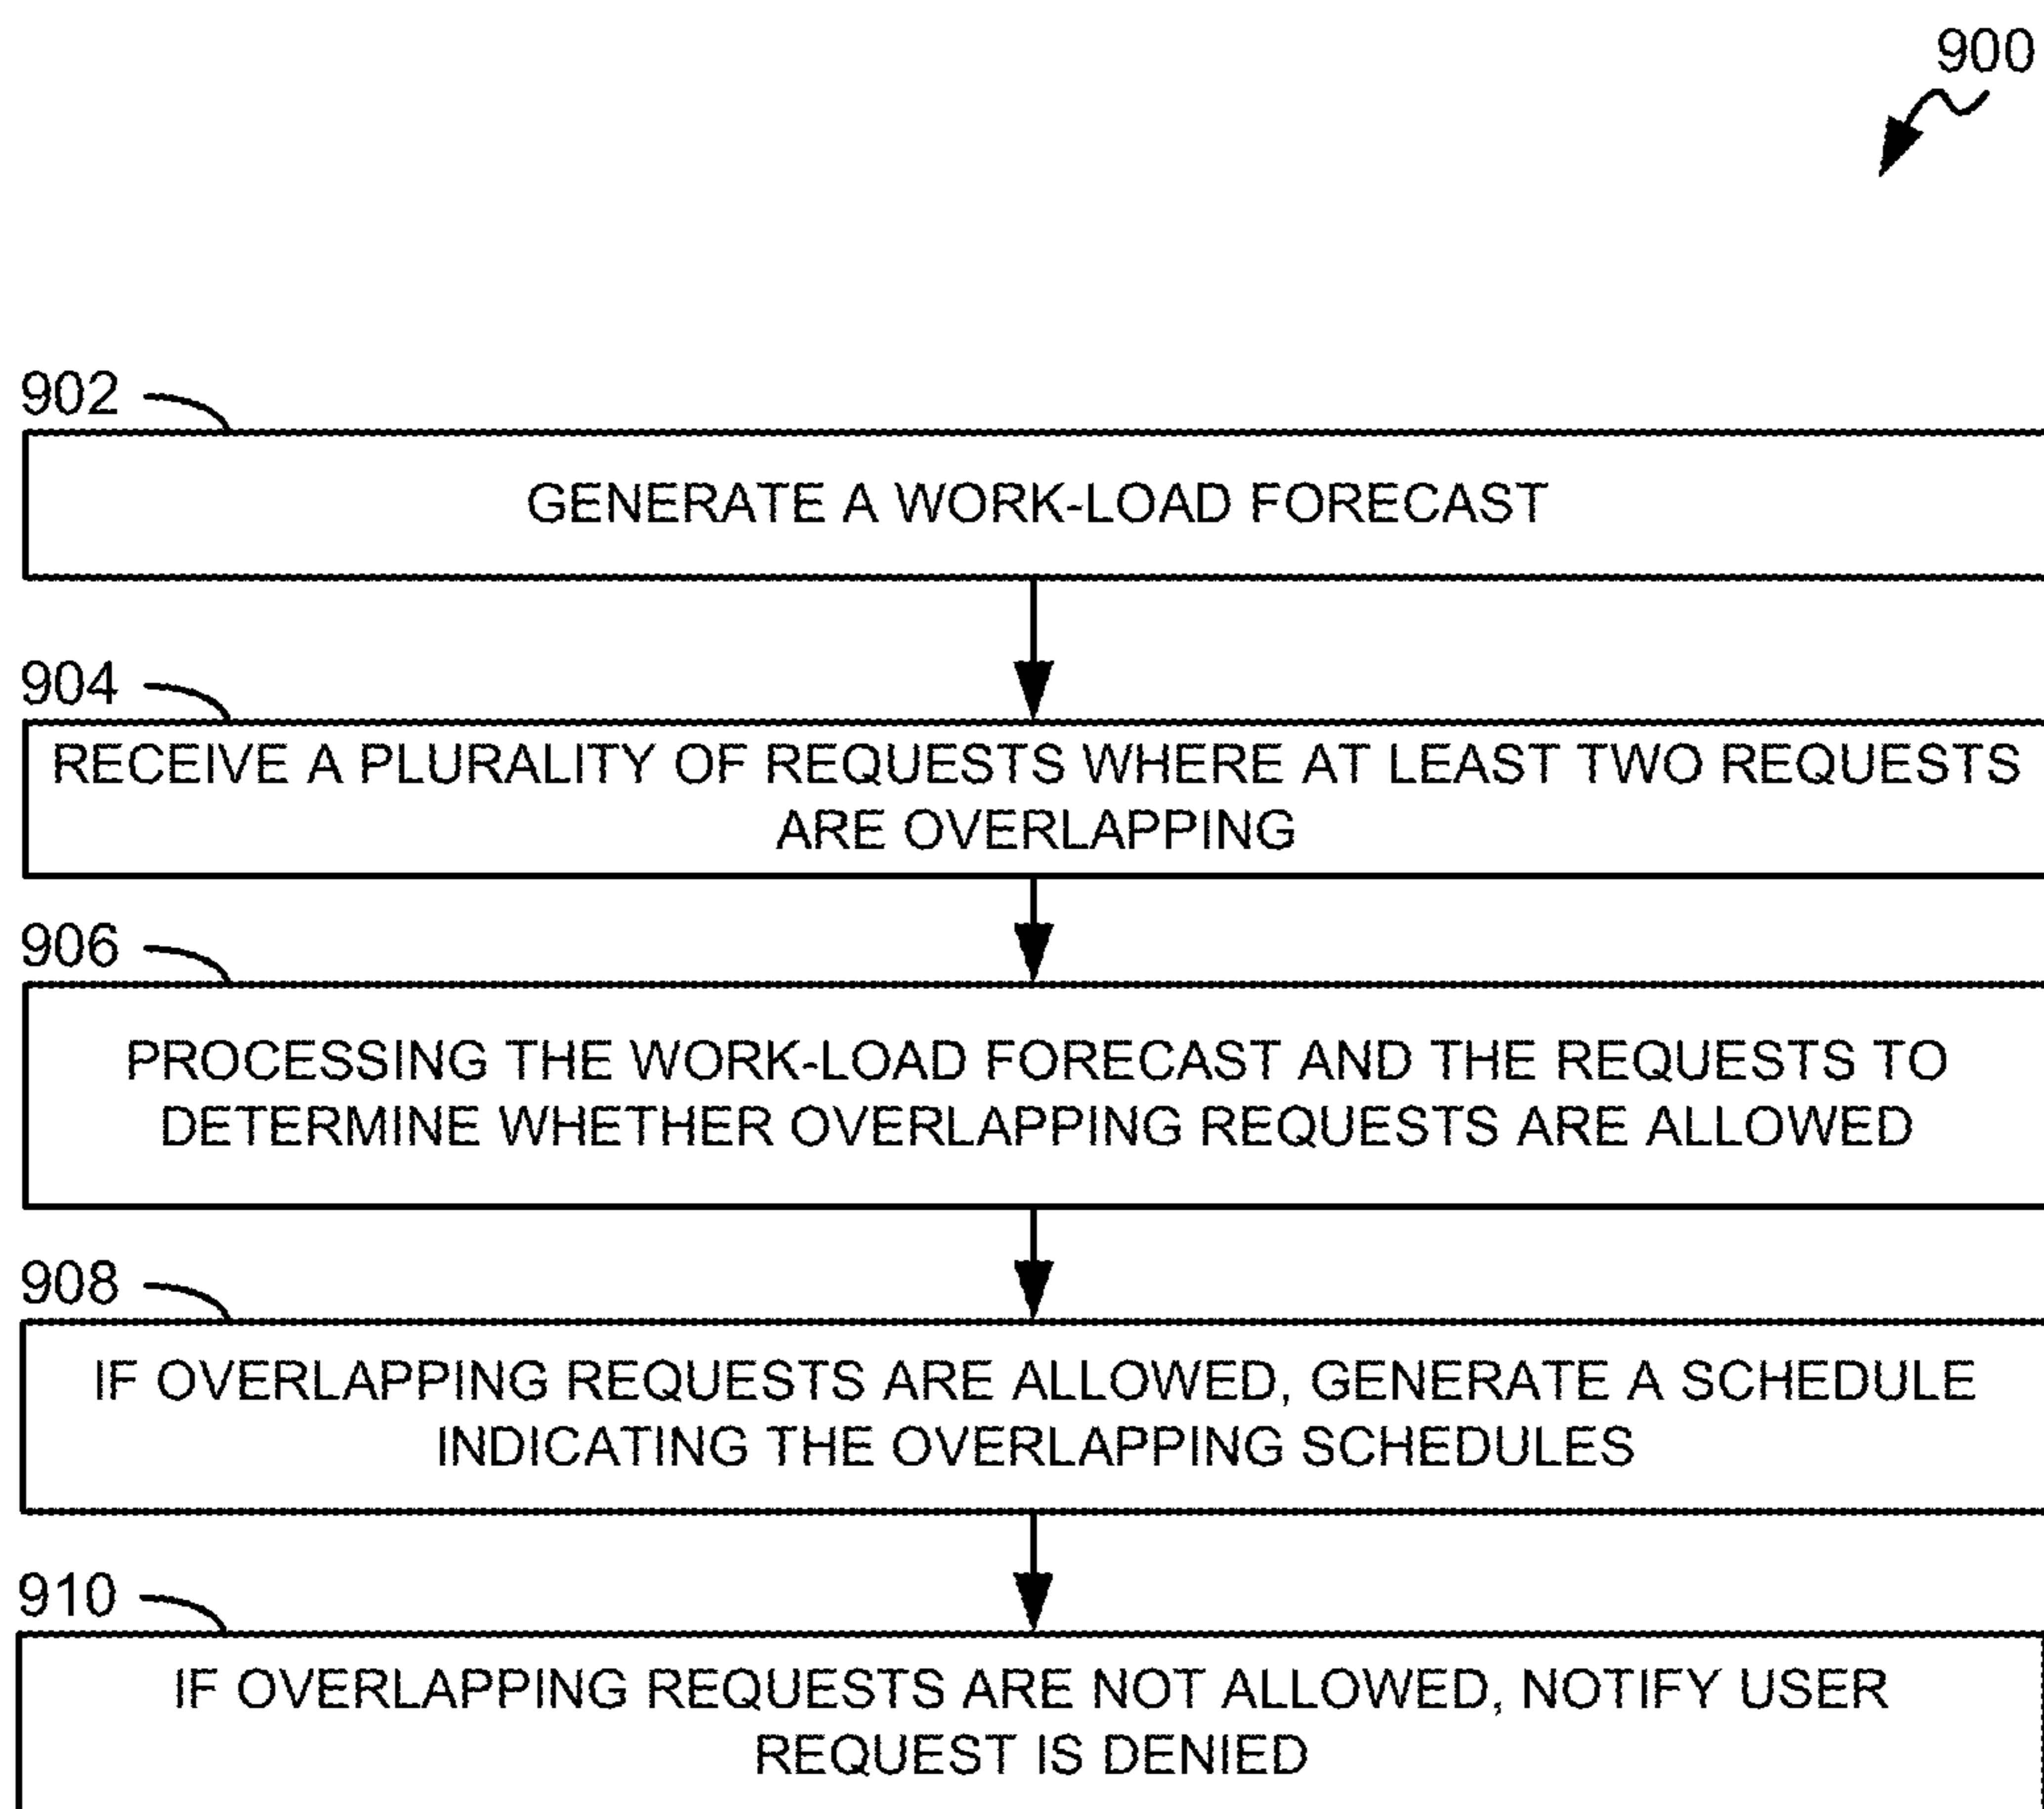 900
902
GENERATE A WORK-LOAD FORECAST
904
RECEIVE A PLURALITY OF REQUESTS WHERE AT LEAST TWO REQUESTS
ARE OVERLAPPING
906
PROCESSING THE WORK-LOAD FORECAST AND THE REQUESTS TO
DETERMINE WHETHER OVERLAPPING REQUESTS ARE ALLOWED
908
IF OVERLAPPING REQUESTS ARE ALLOWED, GENERATE A SCHEDULE
INDICATING THE OVERLAPPING SCHEDULES
910
IF OVERLAPPING REQUESTS ARE NOT ALLOWED, NOTIFY USER
REQUEST IS DENIED